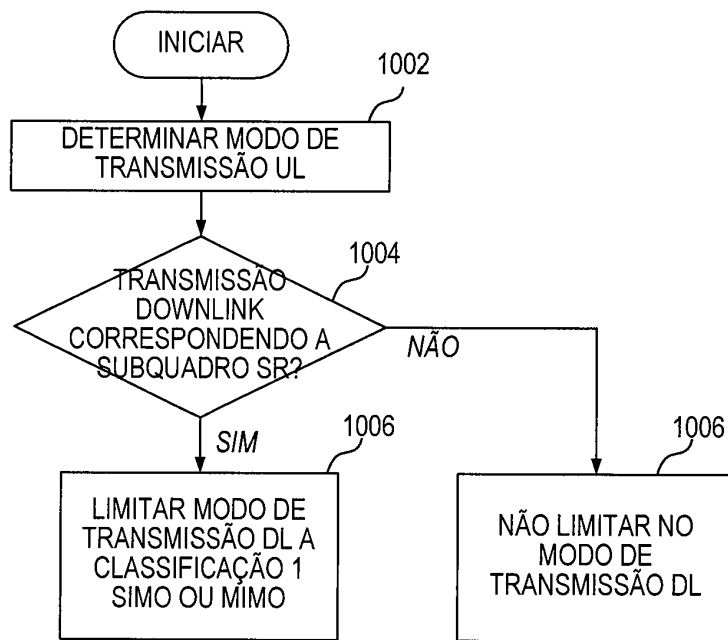 INICIAR
1002
DETERMINAR MODO DE
TRANSMISSÃO UL
1004
TRANSMISSÃO
DOWNLINK
CORRESPONDENDO A
SUBQUADRO SR?
NÃO
SIM
1006
LIMITAR MODO DE
TRANSMISSÃO DL A
CLASSIFICAÇÃO 1
SIMO OU MIMO
1006
NÃO LIMITAR NO
MODO DE
TRANSMISSÃO DL